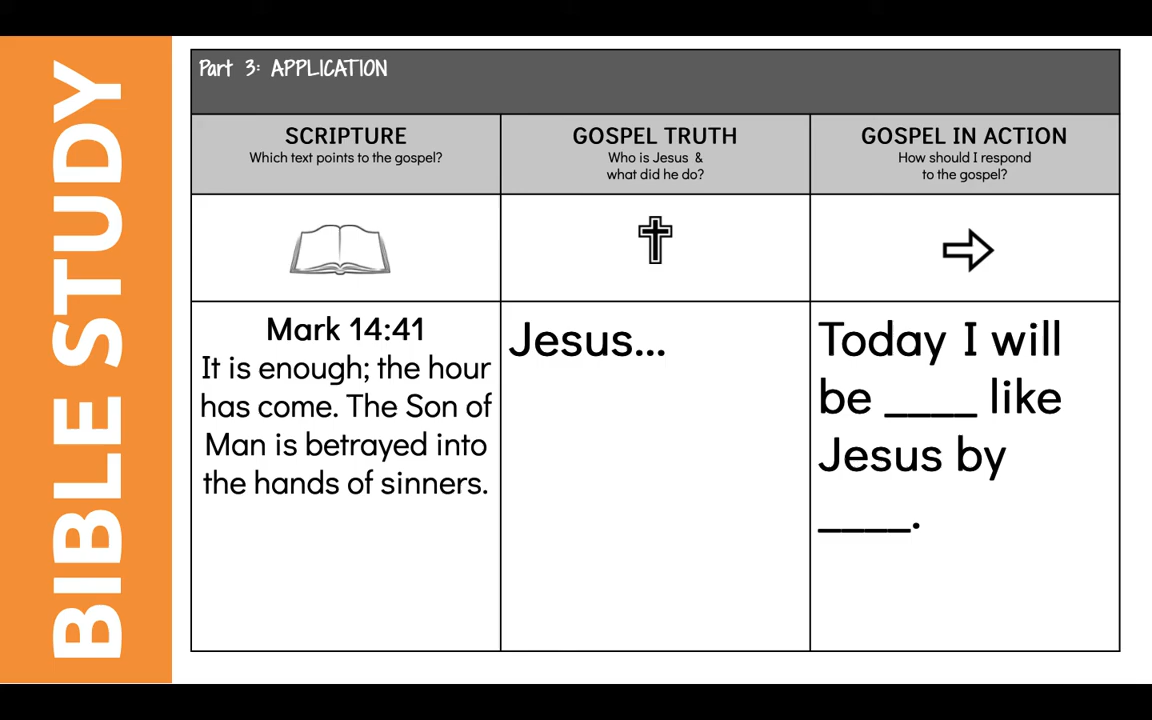 BIBLE STUDY
Part 3: APPLICATION
SCRIPTURE
Which text points to the gospel?
GOSPEL TRUTH
Who is Jesus &
what did he do?
GOSPEL IN ACTION
How should I respond
to the gospel?
Mark 14:41
It is enough; the hour
has come. The Son of
Man is betrayed into
the hands of sinners.
Jesus...
Today I will
be ____ like
Jesus by
____.